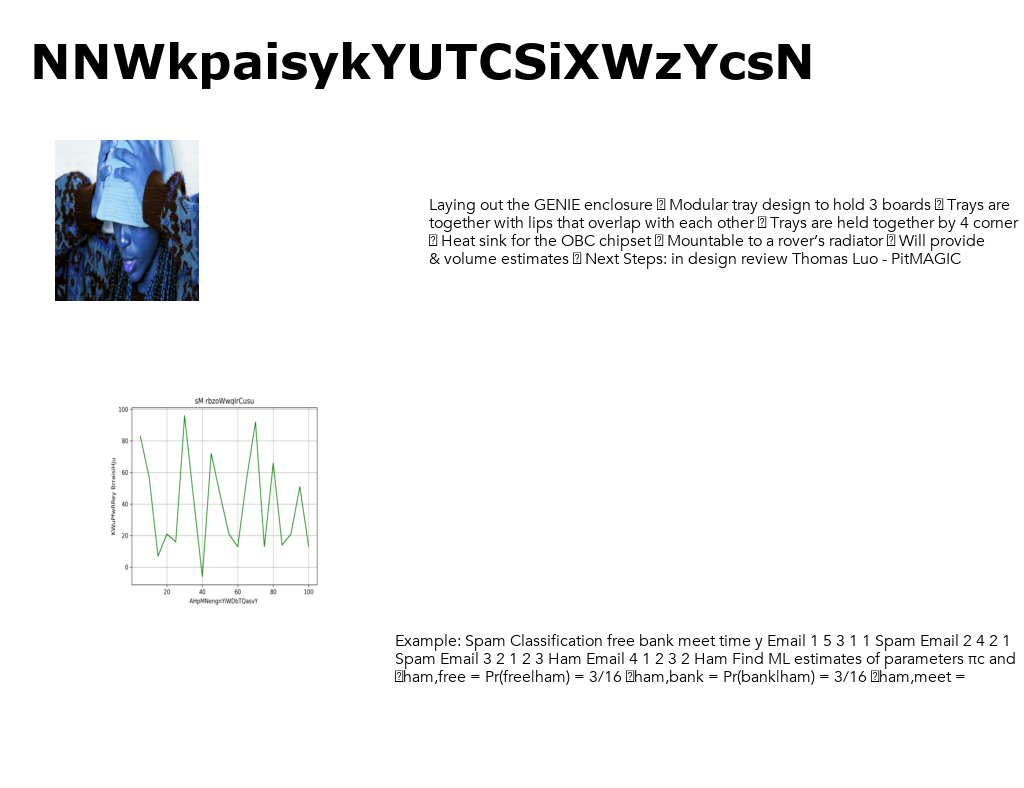 NNWkpaisykYUTCSiXWzYcsN
Laying out the GENIE enclosure ⍰ Modular tray design to hold 3 boards ⍰ Trays are
together with lips that overlap with each other ⍰ Trays are held together by 4 corner
⍰ Heat sink for the OBC chipset ⍰ Mountable to a rover’s radiator ⍰ Will provide
& volume estimates ⍰ Next Steps: in design review Thomas Luo - PitMAGIC
sM rbzoWwqIrCusu
100
80
60
40
20
0
20 40 60 80 100
AHpMNengnYiWDbTQasvY
Example: Spam Classification free bank meet time y Email 1 5 3 1 1 Spam Email 2 4 2 1
Spam Email 3 2 1 2 3 Ham Email 4 1 2 3 2 Ham Find ML estimates of parameters πc and
⍰ham,free = Pr(free|ham) = 3/16 ⍰ham,bank = Pr(bank|ham) = 3/16 ⍰ham,meet =